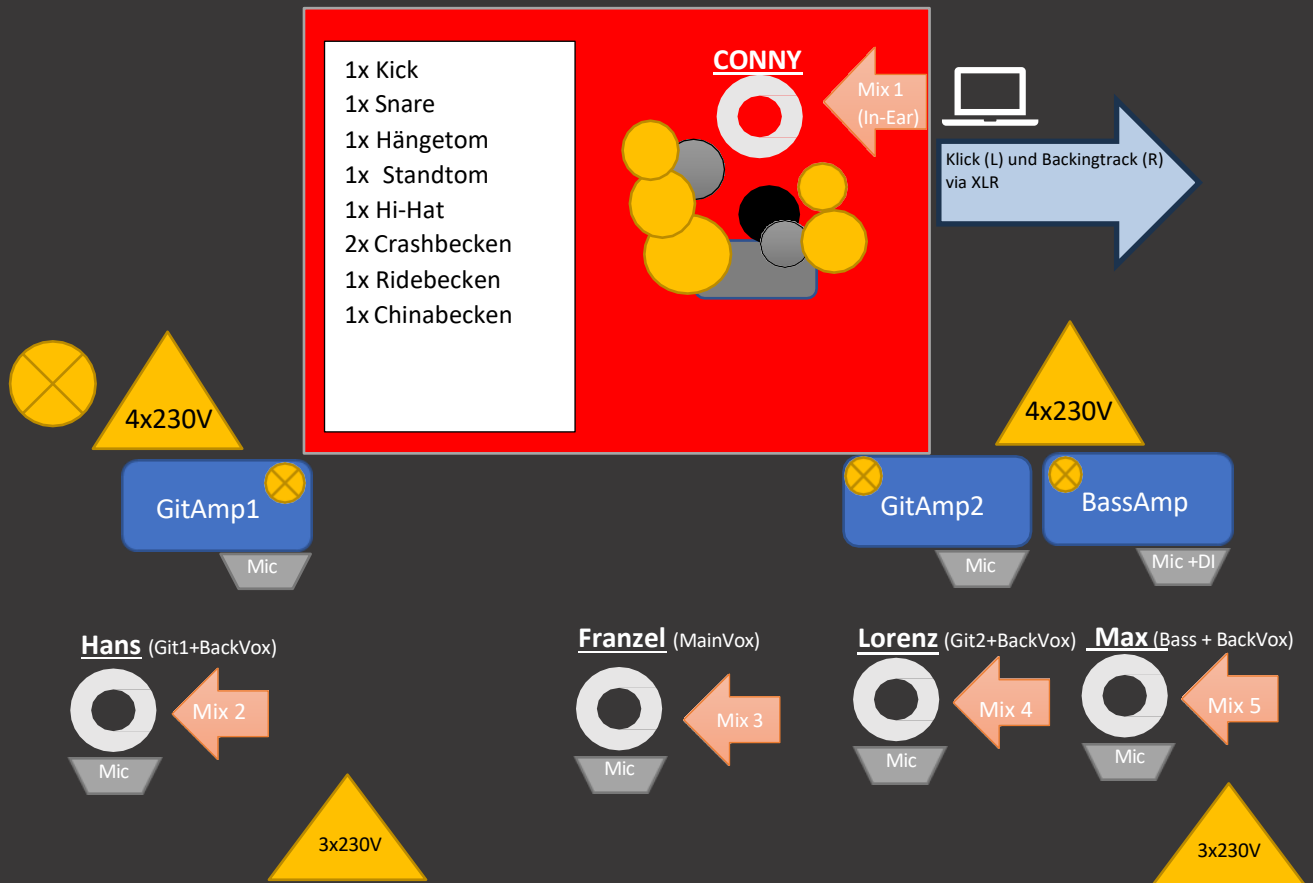 1x Kick
1x Snare
1x Hängetom
1x Standtom
1x Hi-Hat
2x Crashbecken
1x Ridebecken
1x Chinabecken
CONNY
Mix 1
(In-Ear)
Klick (L) und Backingtrack (R)
via XLR
4x230V
4x230V
GitAmp1
Mic
GitAmp2
Mic
BassAmp
Mic +DI
Hans (Git1+BackVox)
Mix 2
Mic
Franzel (MainVox)
Mix 3
Mic
Lorenz (Git2+BackVox)
Mix 4
Mic
Max (Bass + BackVox)
Mix 5
Mic
3x230V
3x230V